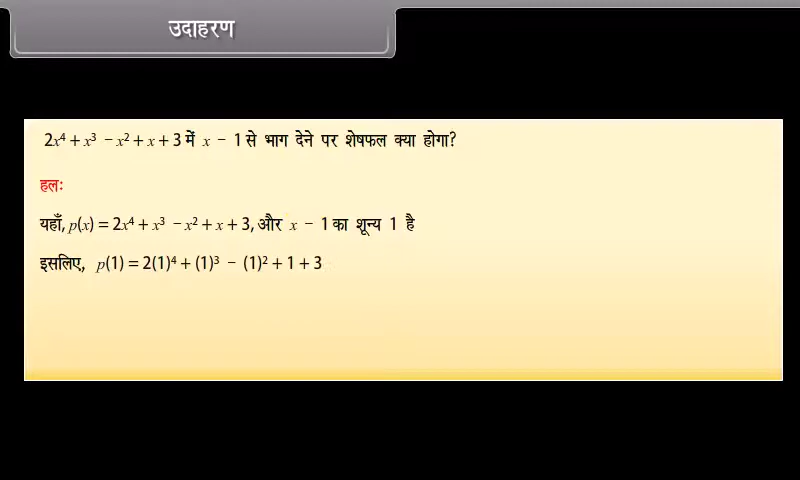 उदाहरण
2x⁴ + x³ − x² + x + 3 में x − 1 से भाग देने पर शेषफल क्या होगा?
हलः
यहाँ, p(x) = 2x⁴ + x³ − x² + x + 3, और x − 1 का शून्य 1 है
इसलिए, p(1) = 2(1)⁴ + (1)³ − (1)² + 1 + 3